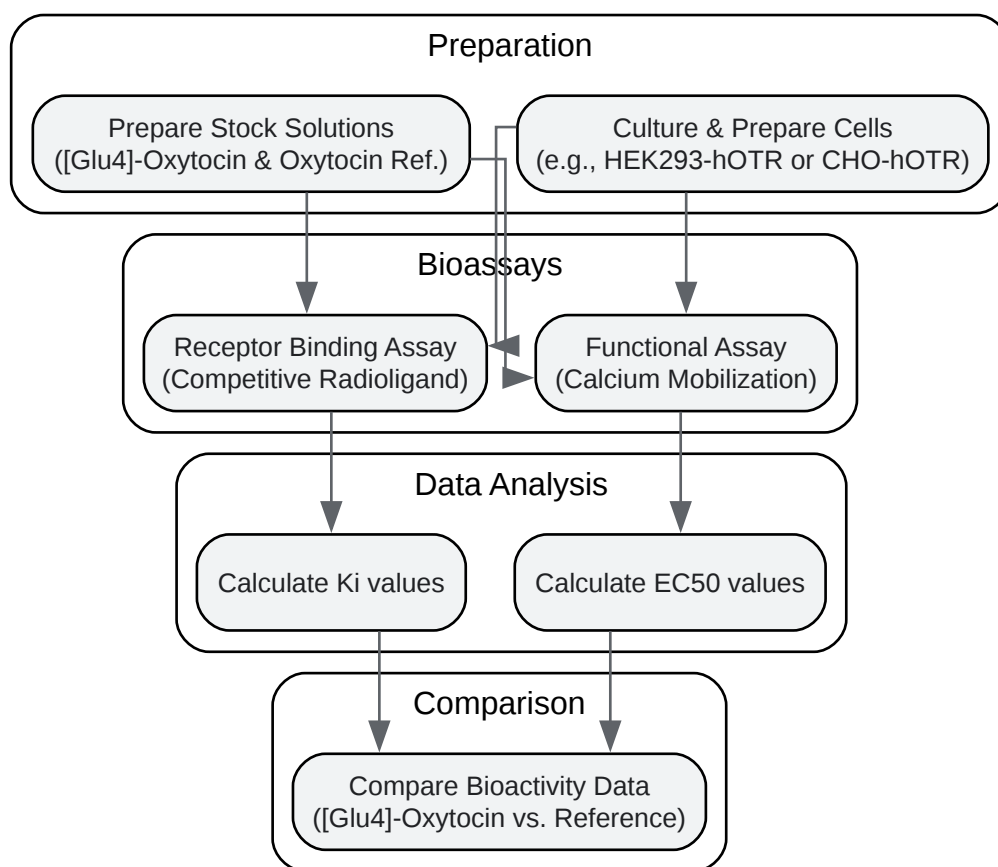 Preparation
Prepare Stock Solutions
([Glu4]-Oxytocin & Oxytocin Ref.)
Culture & Prepare Cells
(e.g., HEK293-hOTR or CHO-hOTR)
Bioassays
Receptor Binding Assay
(Competitive Radioligand)
Functional Assay
(Calcium Mobilization)
Data Analysis
Calculate Ki values
Calculate EC50 values
Comparison
Compare Bioactivity Data
([Glu4]-Oxytocin vs. Reference)